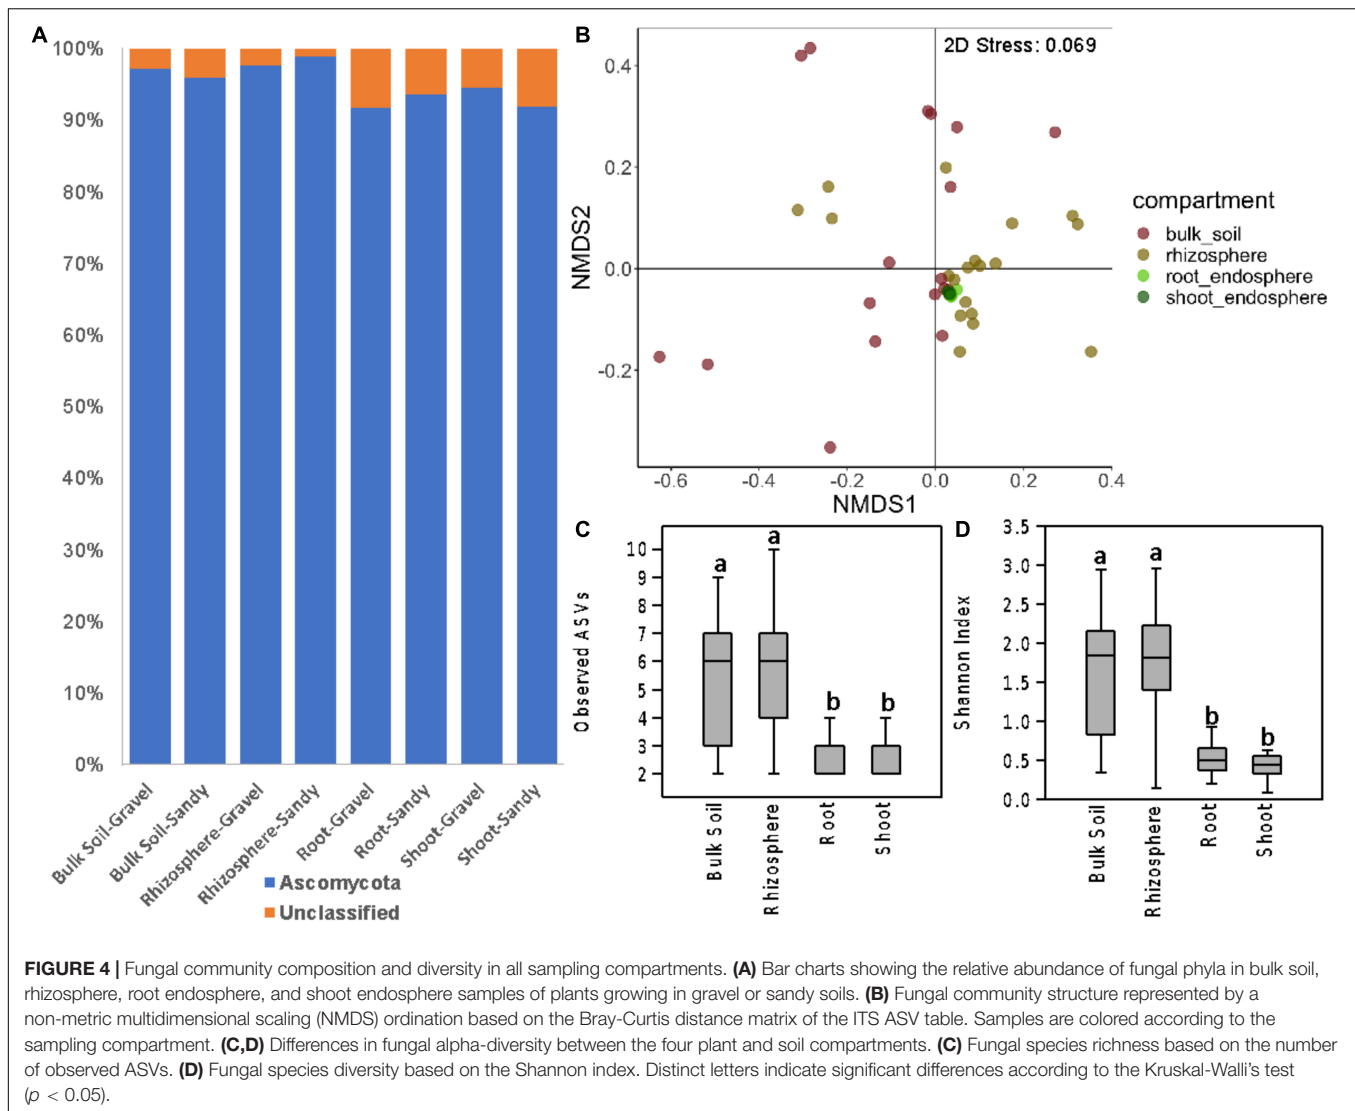 A
100%
90%
80%
70%
60%
50%
40%
30%
20%
10%
0%
Bulk Soil-Gravel
Bulk Soil-Sandy
Rhizosphere-Gravel
Rhizosphere-Sandy
Root-Gravel
Root-Sandy
Shoot-Gravel
Shoot-Sandy
Ascomycota
Unclassified
B
2D Stress: 0.069
NMDS2
0.4
0.2
0.0
-0.2
-0.6
-0.4
-0.2
0.0
0.2
0.4
NMDS1
compartment
bulk_soil
rhizosphere
root_endosphere
shoot_endosphere
C
Observed ASVs
10
9
8
7
6
5
4
3
2
a
a
b
b
Bulk Soil
Rhizosphere
Root
Shoot
D
Shannon Index
3.5
3.0
2.5
2.0
1.5
1.0
0.5
0.0
a
a
b
b
Bulk Soil
Rhizosphere
Root
Shoot
FIGURE 4 | Fungal community composition and diversity in all sampling compartments. (A) Bar charts showing the relative abundance of fungal phyla in bulk soil,
rhizosphere, root endosphere, and shoot endosphere samples of plants growing in gravel or sandy soils. (B) Fungal community structure represented by a
non-metric multidimensional scaling (NMDS) ordination based on the Bray-Curtis distance matrix of the ITS ASV table. Samples are colored according to the
sampling compartment. (C,D) Differences in fungal alpha-diversity between the four plant and soil compartments. (C) Fungal species richness based on the number
of observed ASVs. (D) Fungal species diversity based on the Shannon index. Distinct letters indicate significant differences according to the Kruskal-Walli's test
(p < 0.05).